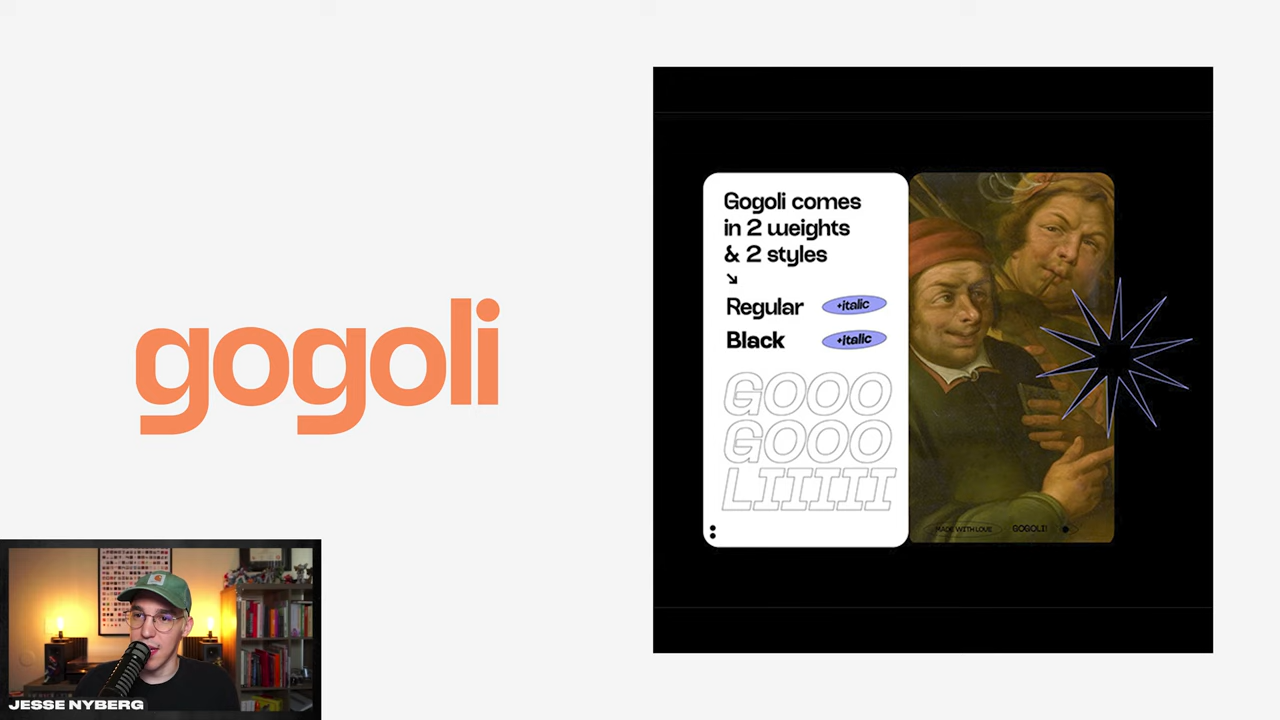 gogoli
Gogoli comes
in 2 weights
& 2 styles
↘
Regular +italic
Black +italic
GOOO
GOOO
LIIIII
MADE WITH LOVE GOGOLI!
JESSE NYBERG